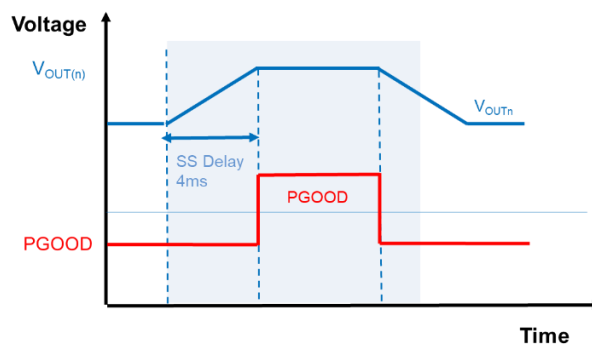 Voltage
VOUT(n)
VOUTn
SS Delay
4ms
PGOOD
PGOOD
Time